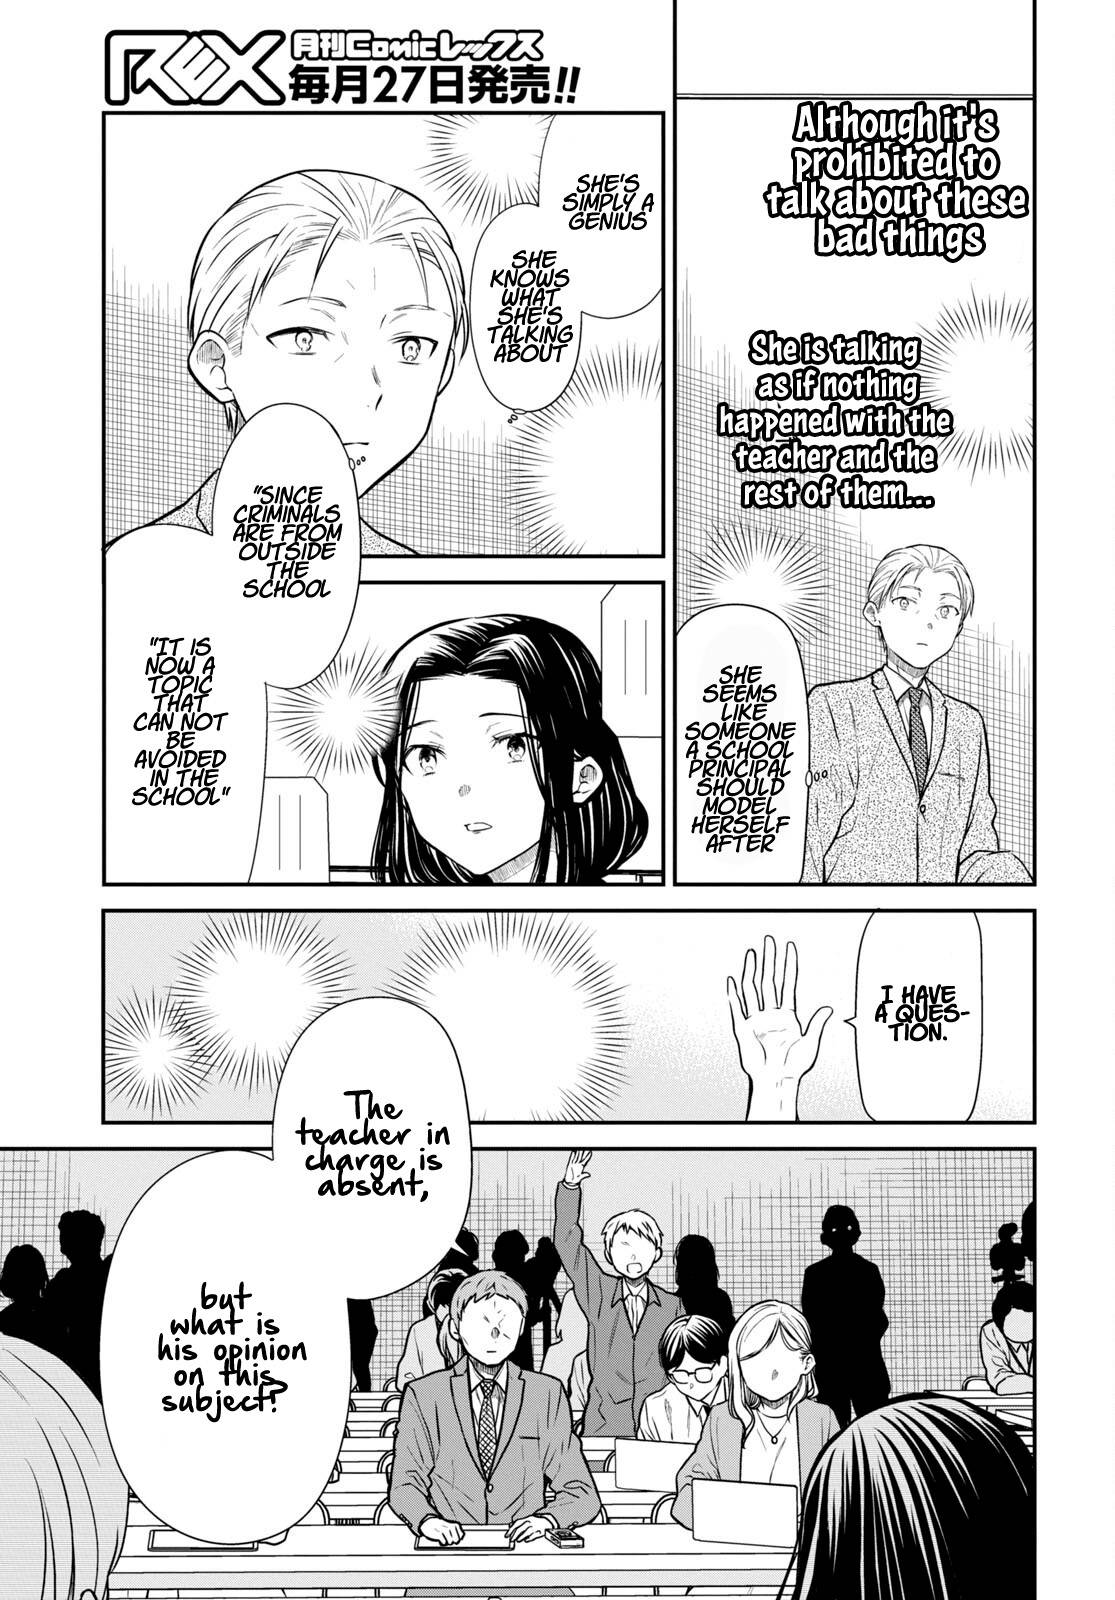 REX
月刊Comicレックス
毎月27日発売!!
Although it's
prohibited to
talk about these
bad things
She is talking
as if nothing
happened with the
teacher and the
rest of them...
SHE
SEEMS
LIKE
SOMEONE
A SCHOOL
PRINCIPAL
SHOULD
MODEL
HERSELF
AFTER
SHE'S
SIMPLY A
GENIUS
SHE
KNOWS
WHAT
SHE'S
TALKING
ABOUT
"SINCE
CRIMINALS
ARE FROM
OUTSIDE
THE
SCHOOL
"IT IS
NOW A
TOPIC
THAT
CAN NOT
BE
AVOIDED
IN THE
SCHOOL"
I HAVE
A QUES-
TION.
The
teacher in
charge is
absent,
but
what is
his opinion
on this
subject?